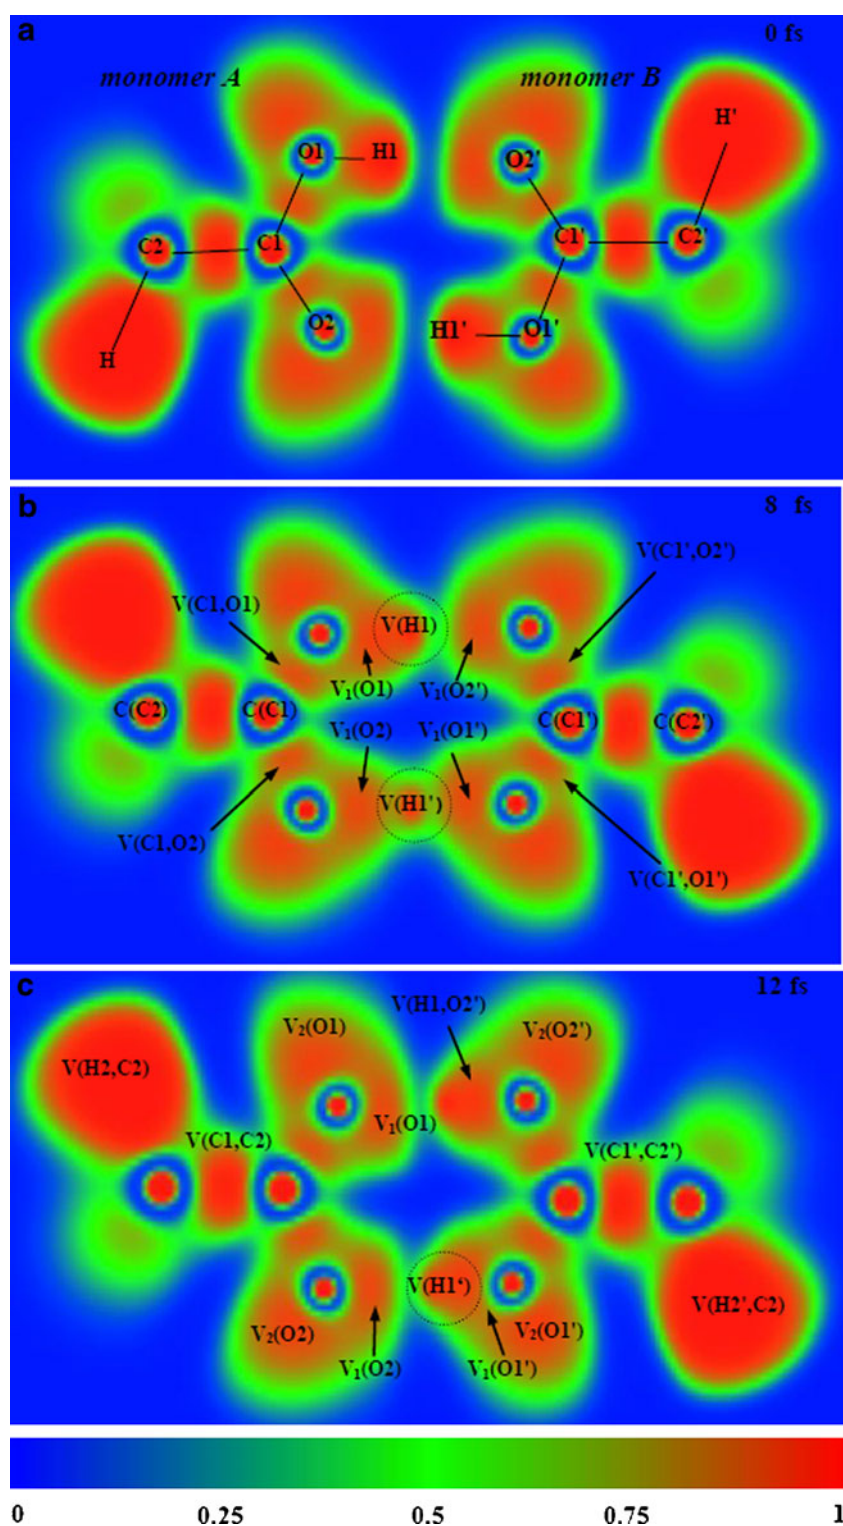 a
0 fs
monomer A
monomer B
H'
O1
H1
O2'
C2
C1
C1'
C2'
O2
H1'
O1'
H
b
8 fs
V(C1',O2')
V(C1,O1)
V(H1)
V₁(O1)
V₁(O2')
C(C2)
C(C1)
C(C1')
C(C2')
V₁(O2)
V₁(O1')
V(H1')
V(C1,O2)
V(C1',O1')
c
12 fs
V(H1,O2')
V₂(O1)
V₂(O2')
V(H2,C2)
V₁(O1)
V(C1,C2)
V(C1',C2')
V(H1')
V(H2',C2)
V₂(O2)
V₂(O1')
V₁(O2)
V₁(O1')
0
0.25
0.5
0.75
1